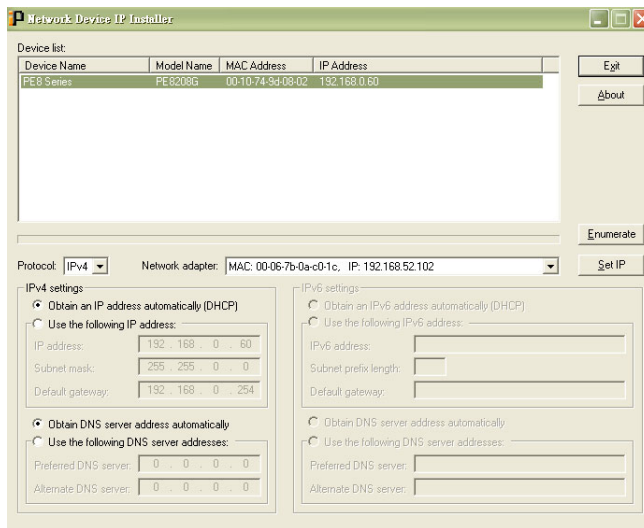 Network Device IP Installer
Device list:
Device Name Model Name MAC Address IP Address
PE8 Series PE8208G 00-10-74-9d-08-02 192.168.0.60
Exit
About
Enumerate
Protocol: IPv4 Network adapter: MAC: 00-06-7b-0a-c0-1c, IP: 192.168.52.102 Set IP
IPv4 settings
Obtain an IP address automatically (DHCP)
Use the following IP address:
IP address: 192 . 168 . 0 . 60
Subnet mask: 255 . 255 . 0 . 0
Default gateway: 192 . 168 . 0 . 254
Obtain DNS server address automatically
Use the following DNS server addresses:
Preferred DNS server: 0 . 0 . 0 . 0
Alternate DNS server: 0 . 0 . 0 . 0
IPv6 settings
Obtain an IPv6 address automatically (DHCP)
Use the following IPv6 address:
IPv6 address:
Subnet prefix length:
Default gateway:
Obtain DNS server address automatically
Use the following DNS server addresses:
Preferred DNS server:
Alternate DNS server: